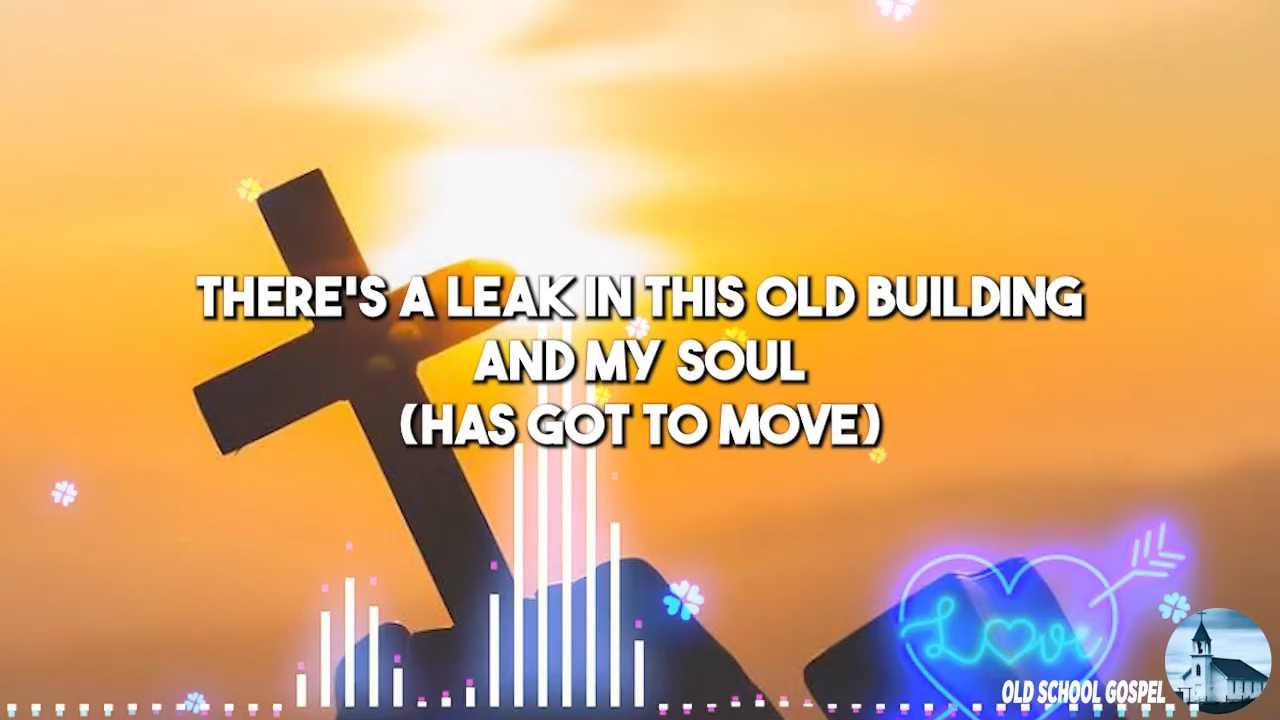 THERE'S A LEAK IN THIS OLD BUILDING
AND MY SOUL
(HAS GOT TO MOVE)
Love
OLD SCHOOL GOSPEL